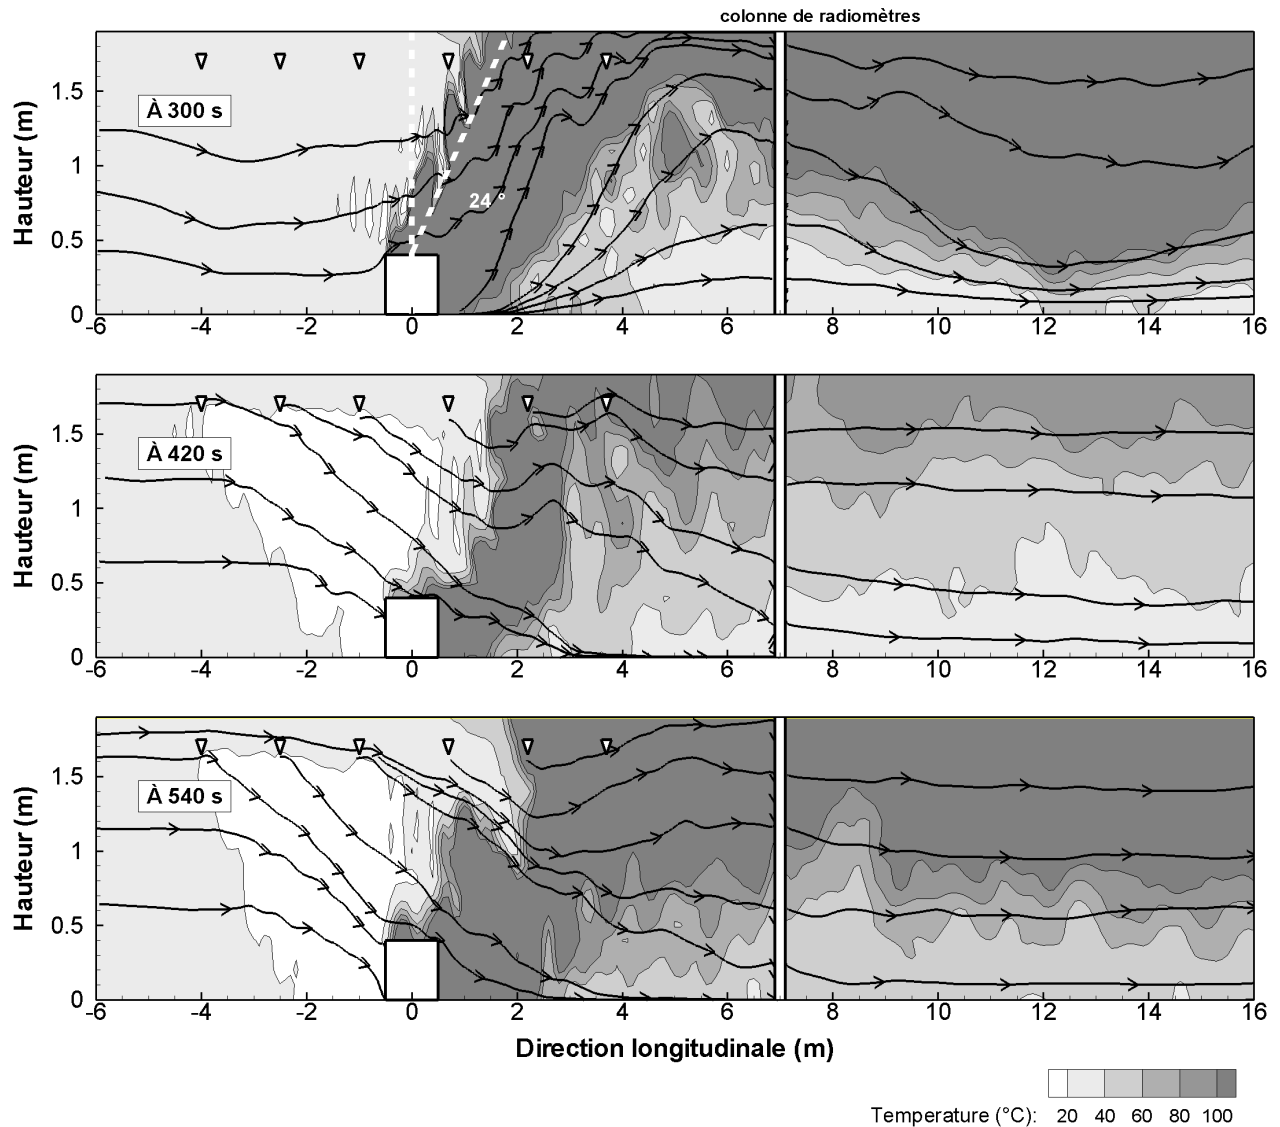 colonne de radiomètres
Hauteur (m)
1.5
1
0.5
0
À 300 s
24 °
-6 -4 -2 0 2 4 6 8 10 12 14 16
Hauteur (m)
1.5
1
0.5
0
À 420 s
-6 -4 -2 0 2 4 6 8 10 12 14 16
Hauteur (m)
1.5
1
0.5
0
À 540 s
-6 -4 -2 0 2 4 6 8 10 12 14 16
Direction longitudinale (m)
Temperature (°C): 20 40 60 80 100